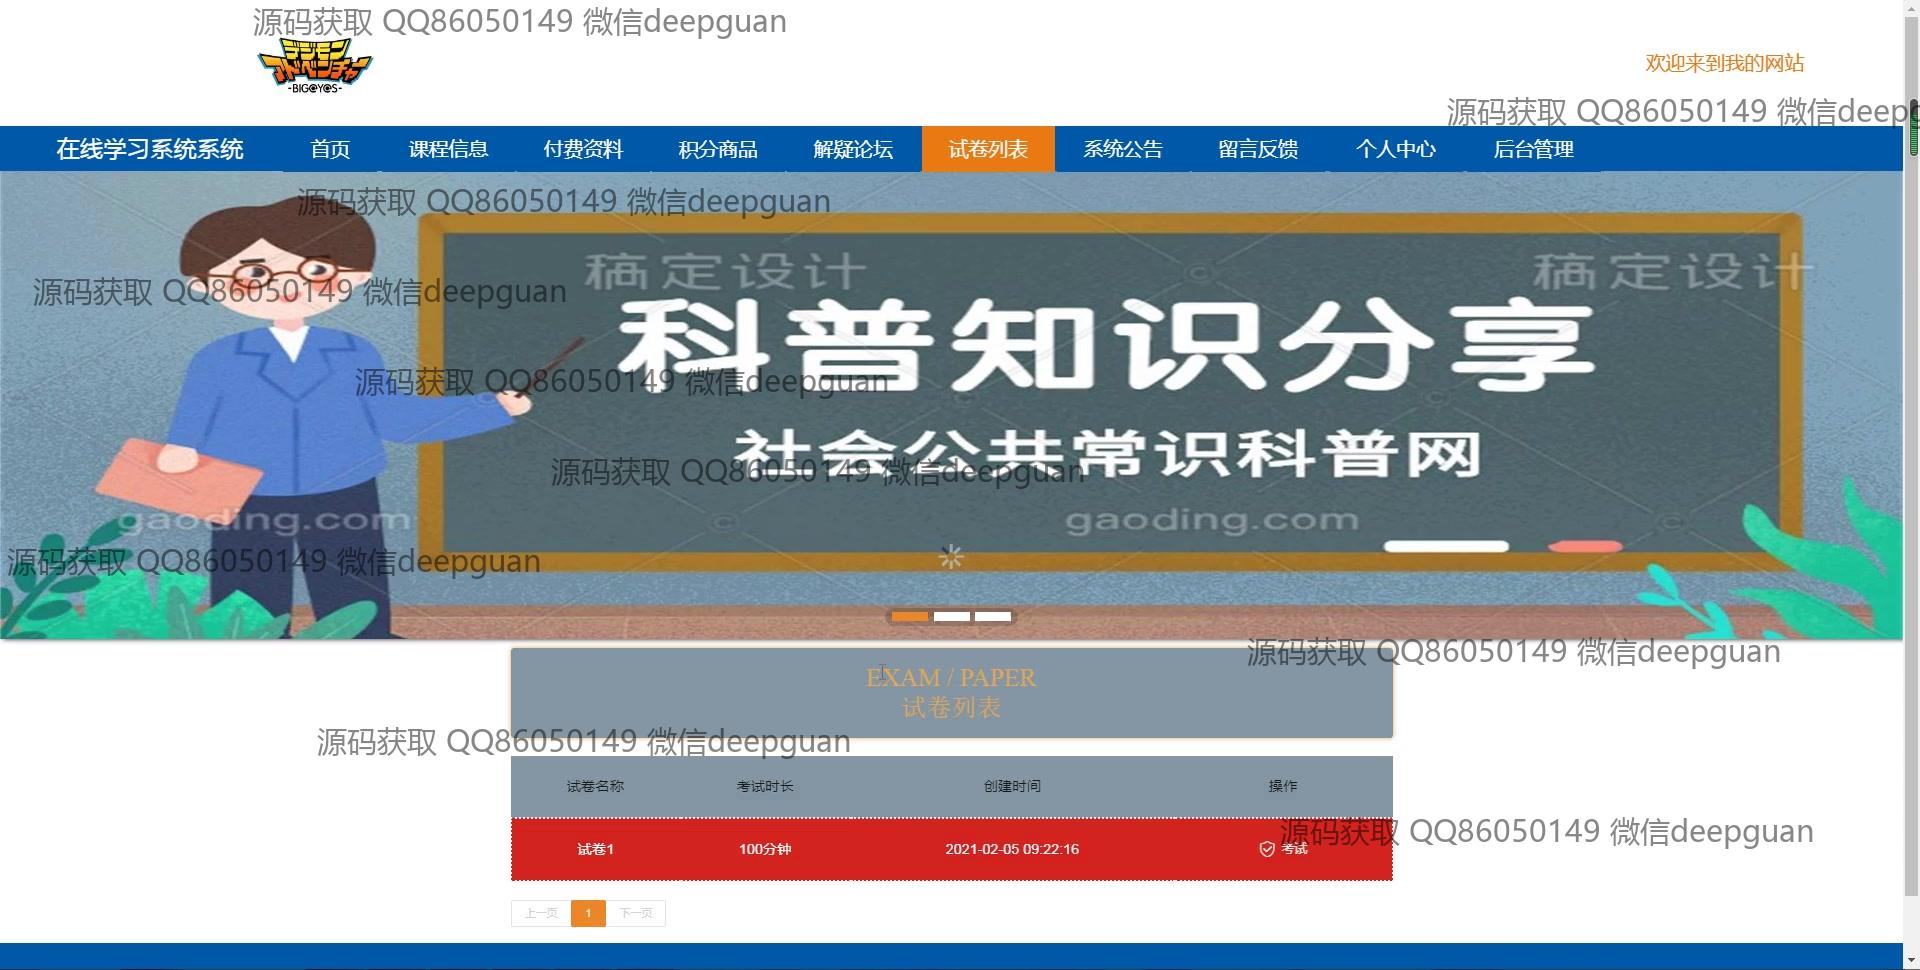 源码获取 QQ86050149 微信deepguan
デジモン
アドベンチャー
-BIG@Y@S-
欢迎来到我的网站
源码获取 QQ86050149 微信deepg
在线学习系统系统 首页 课程信息 付费资料 积分商品 解疑论坛 试卷列表 系统公告 留言反馈 个人中心 后台管理
源码获取 QQ86050149 微信deepguan
稿定设计 稿定设计
源码获取 QQ86050149 微信deepguan
科普知识分享
源码获取 QQ86050149 微信deepguan
社会公共常识科普网
源码获取 QQ86050149 微信deepguan
gaoding.com gaoding.com
源码获取 QQ86050149 微信deepguan
源码获取 QQ86050149 微信deepguan
EXAM / PAPER
试卷列表
源码获取 QQ86050149 微信deepguan
试卷名称 考试时长 创建时间 操作
源码获取 QQ86050149 微信deepguan
试卷1 100分钟 2021-02-05 09:22:16 考试
上一页 1 下一页